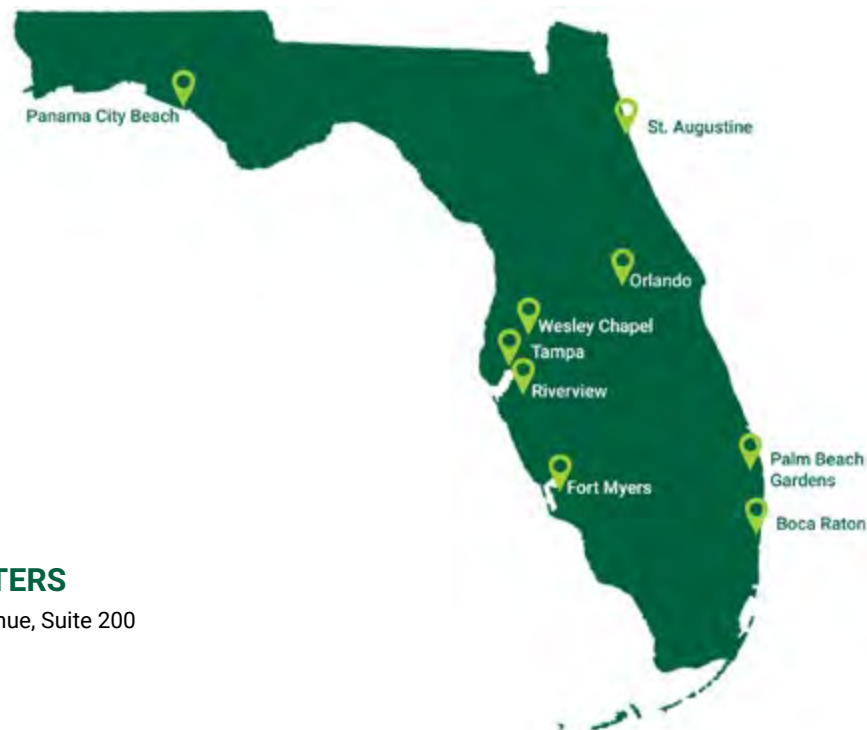 Panama City Beach
St. Augustine
Orlando
Wesley Chapel
Tampa
Riverview
Palm Beach
Gardens
Fort Myers
Boca Raton
TERS
nue, Suite 200